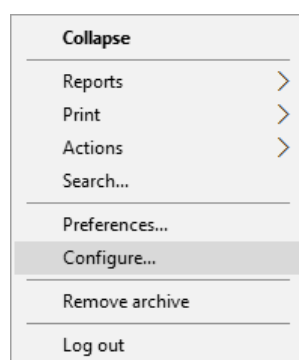 Collapse
Reports
Print
Actions
Search...
Preferences...
Configure...
Remove archive
Log out